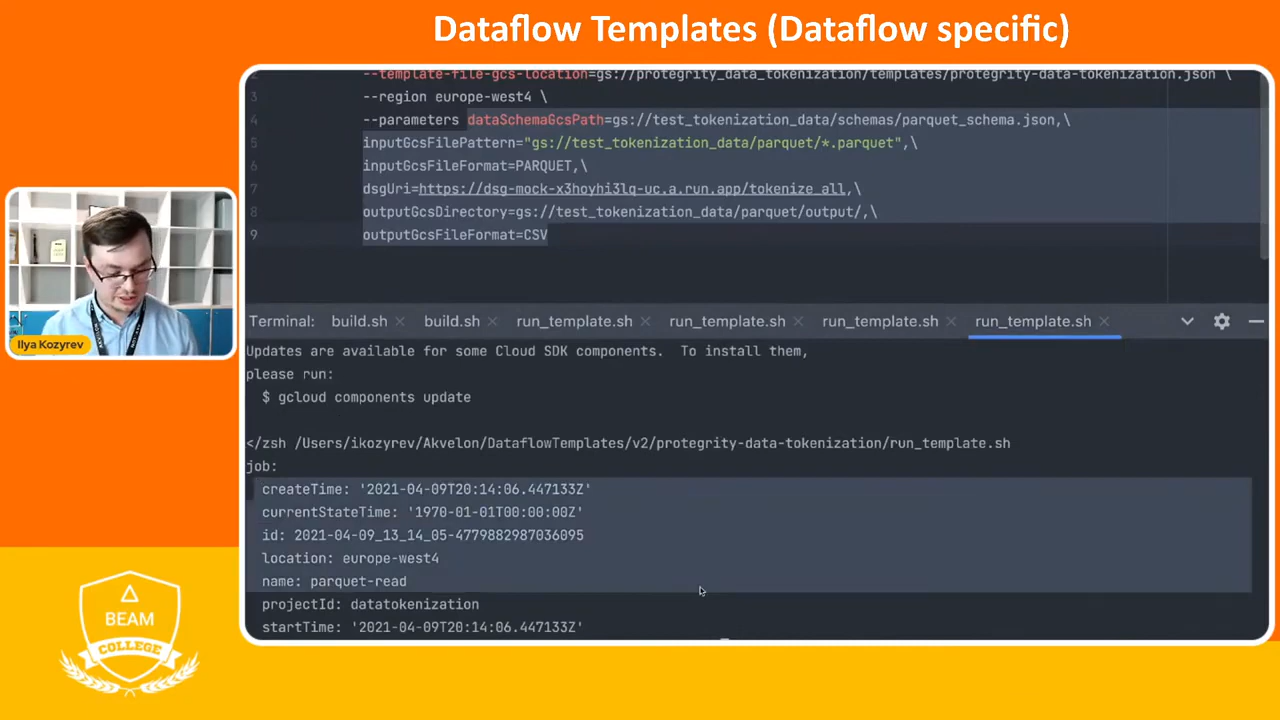 Dataflow Templates (Dataflow specific)
2 --template-file-gcs-location=gs://protegrity_data_tokenization/templates/protegrity-data-tokenization.json \
3 --region europe-west4 \
4 --parameters dataSchemaGcsPath=gs://test_tokenization_data/schemas/parquet_schema.json,\
5 inputGcsFilePattern="gs://test_tokenization_data/parquet/*.parquet",\
6 inputGcsFileFormat=PARQUET,\
7 dsgUri=https://dsg-mock-x3hoyhi3lq-uc.a.run.app/tokenize_all,\
8 outputGcsDirectory=gs://test_tokenization_data/parquet/output/,\
9 outputGcsFileFormat=CSV
Ilya Kozyrev
Terminal: build.sh build.sh run_template.sh run_template.sh run_template.sh run_template.sh
Updates are available for some Cloud SDK components.  To install them,
please run:
$ gcloud components update
</zsh /Users/ikozyrev/Akvelon/DataflowTemplates/v2/protegrity-data-tokenization/run_template.sh
job:
createTime: '2021-04-09T20:14:06.447133Z'
currentStateTime: '1970-01-01T00:00:00Z'
id: 2021-04-09_13_14_05-4779882987036095
location: europe-west4
name: parquet-read
projectId: datatokenization
startTime: '2021-04-09T20:14:06.447133Z'
BEAM
COLLEGE